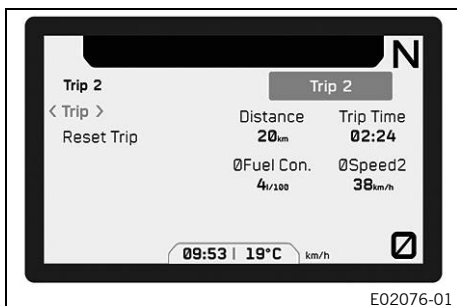 N
Trip 2
Trip 2
< Trip >
Reset Trip
Distance
Trip Time
20km
02:24
ØFuel Con.
ØSpeed2
4l/100
38km/h
09:53 | 19°C km/h
0
E02076-01